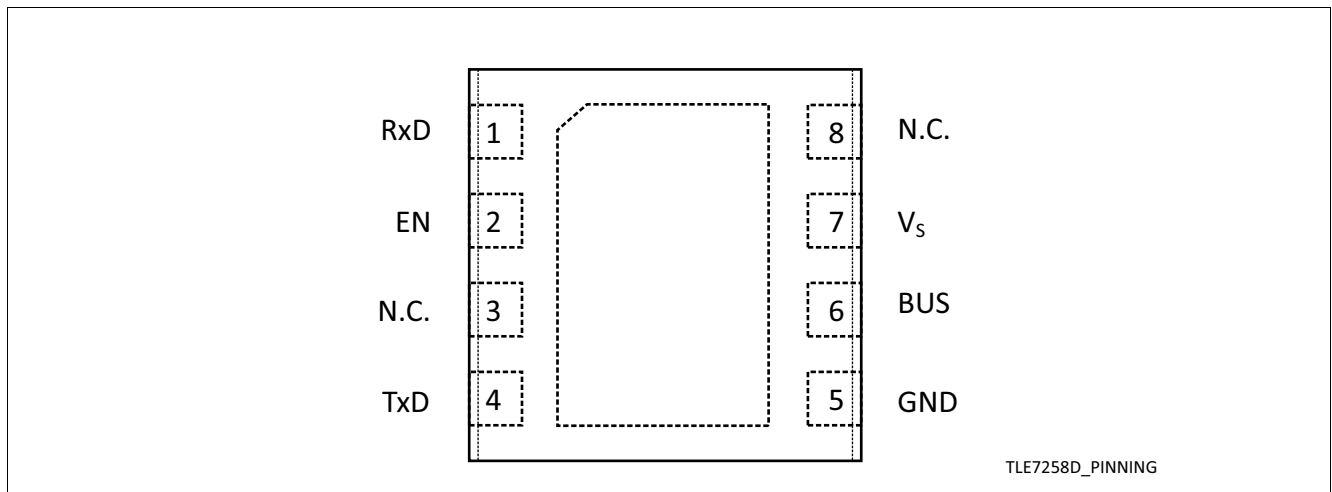 RxD 1 8 N.C.
EN 2 7 VS
N.C. 3 6 BUS
TxD 4 5 GND
TLE7258D_PINNING